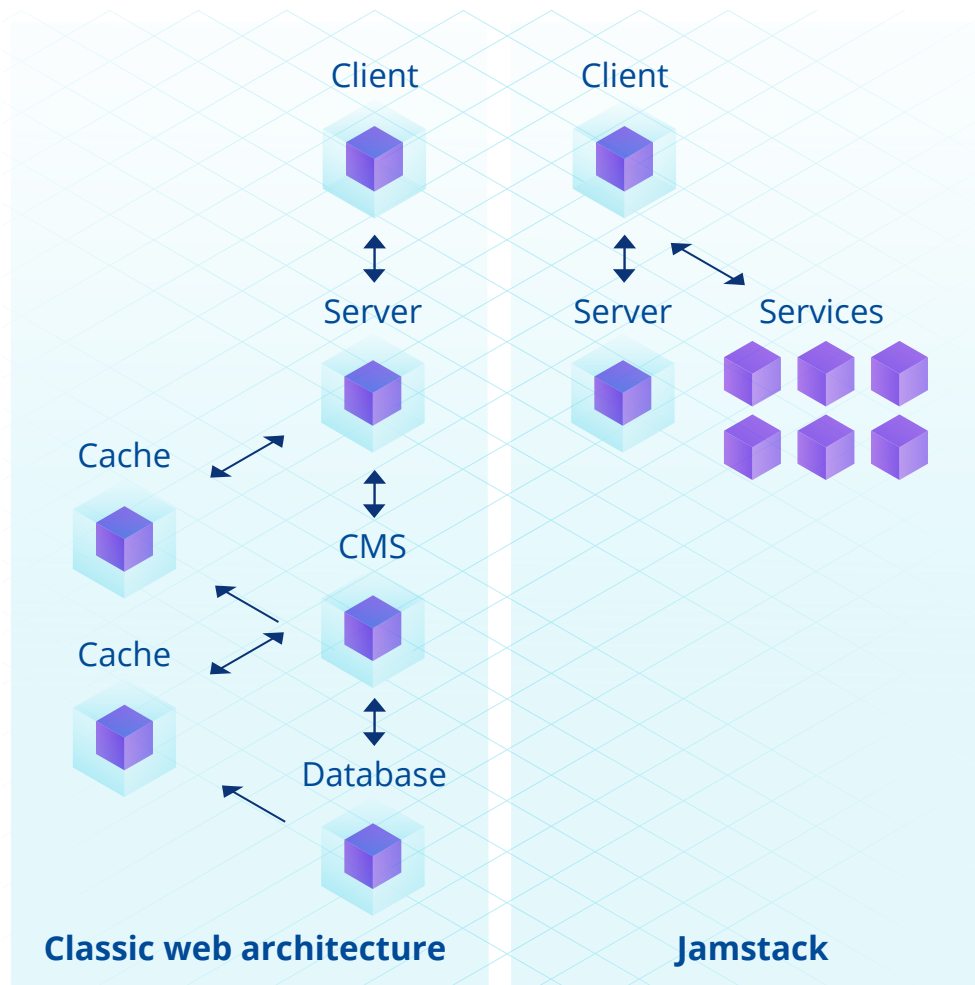 Client
Server
Cache
CMS
Cache
Database
Classic web architecture
Client
Server
Services
Jamstack